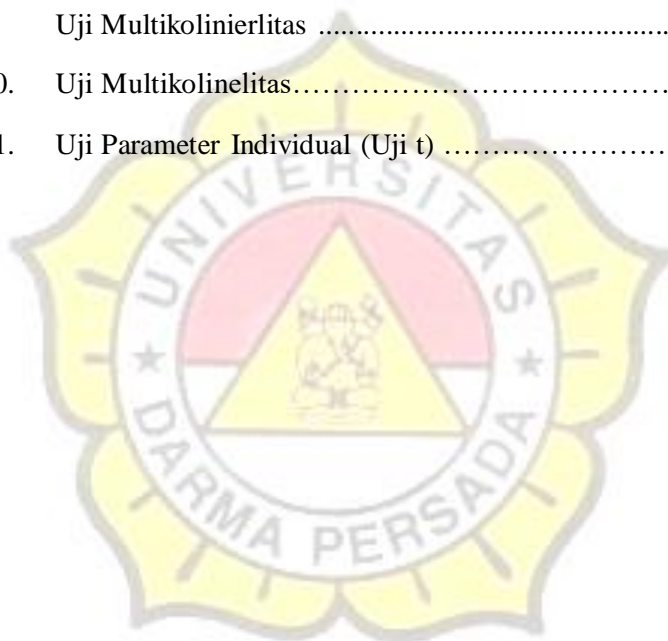 Uji Multikolinierlitas ............................................
0. Uji Multikolinelitas……………………………………
1. Uji Parameter Individual (Uji t) ……………………
UNIVERSITAS
DARMA PERSADA